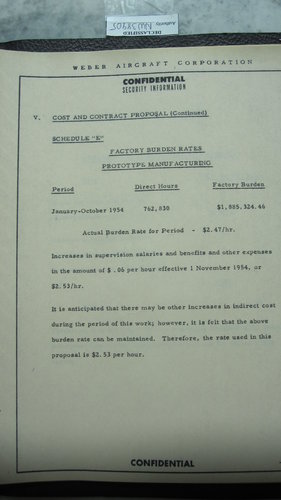 DECLASSIFIED
Authority
WEBER AIRCRAFT CORPORATION
CONFIDENTIAL
SECURITY INFORMATION
V. COST AND CONTRACT PROPOSAL (Continued)
SCHEDULE "E"
FACTORY BURDEN RATES
PROTOTYPE MANUFACTURING
Period Direct Hours Factory Burden
January-October 1954 762,830 $1,885,324.46
Actual Burden Rate for Period - $2.47/hr.
Increases in supervision salaries and benefits and other expenses
in the amount of $ .06 per hour effective 1 November 1954, or
$2.53/hr.
It is anticipated that there may be other increases in indirect cost
during the period of this work; however, it is felt that the above
burden rate can be maintained. Therefore, the rate used in this
proposal is $2.53 per hour.
CONFIDENTIAL